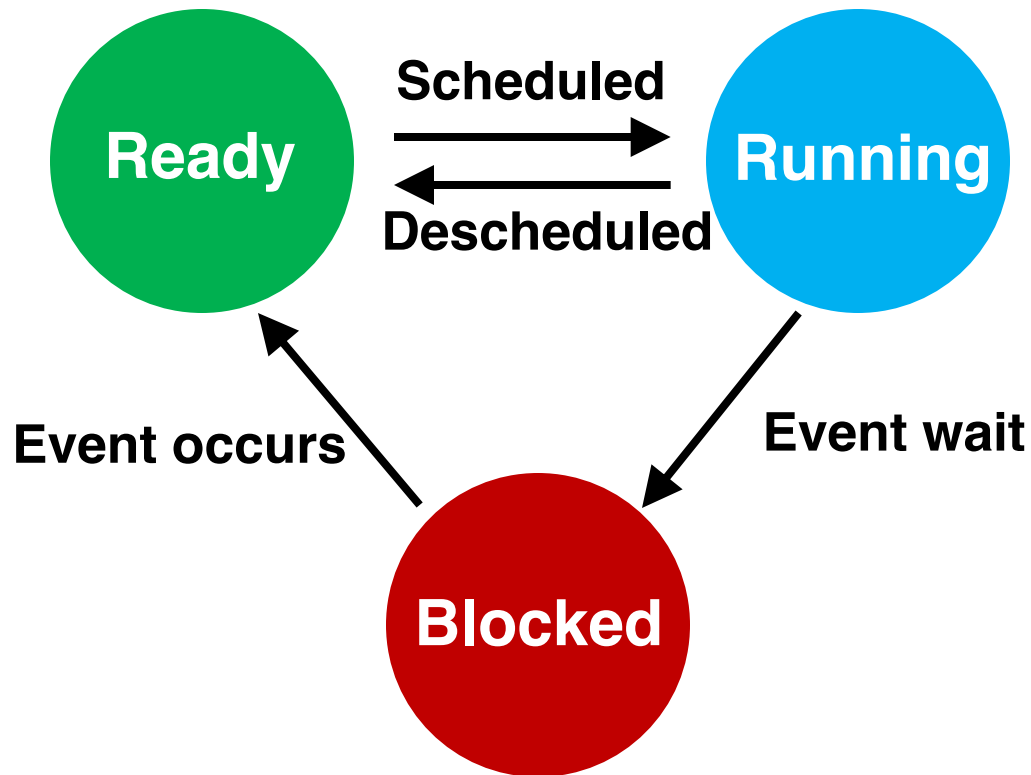 Scheduled
Ready
Running
Descheduled
Event occurs
Event wait
Blocked